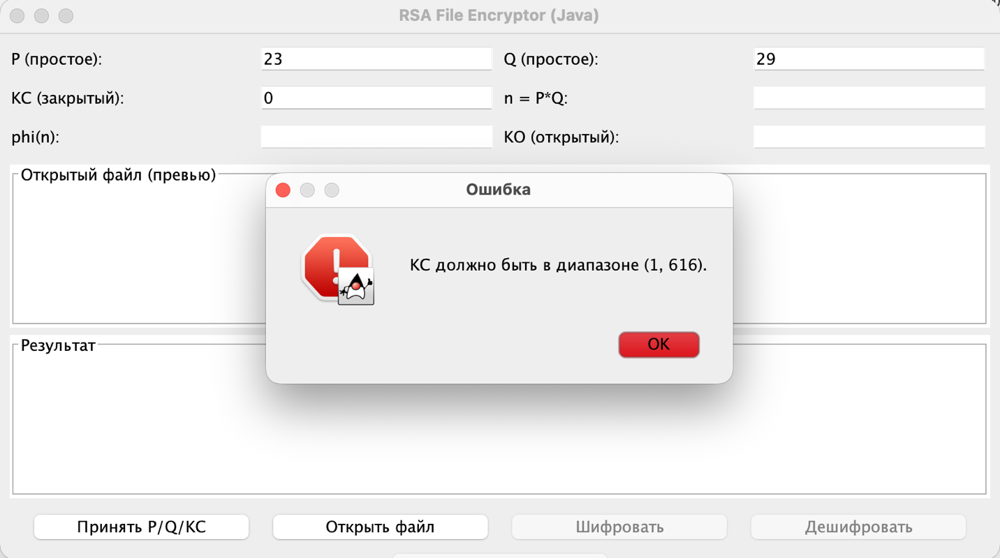 RSA File Encryptor (Java)
P (простое): 23 Q (простое): 29
КС (закрытый): 0 n = P*Q:
phi(n): КО (открытый):
Открытый файл (превью)
Ошибка
КС должно быть в диапазоне (1, 616).
OK
Результат
Принять P/Q/КС Открыть файл Шифровать Дешифровать